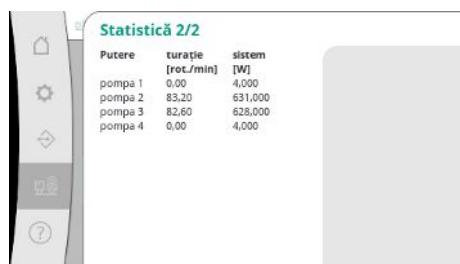 Statistică 2/2
Putere turație sistem
[rot./min] [W]
pompa 1 0,00 4,000
pompa 2 83,20 631,000
pompa 3 82,60 628,000
pompa 4 0,00 4,000
?